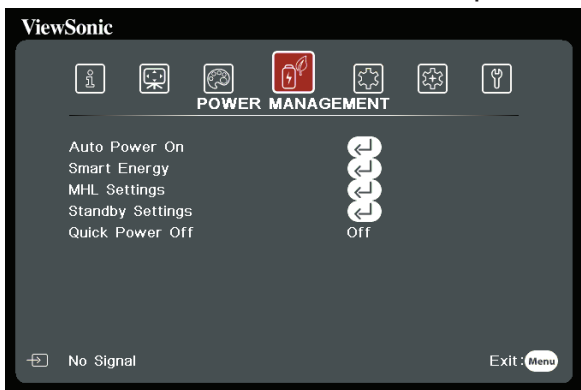 ViewSonic
POWER MANAGEMENT
Auto Power On
Smart Energy
MHL Settings
Standby Settings
Quick Power Off Off
No Signal Exit: Menu